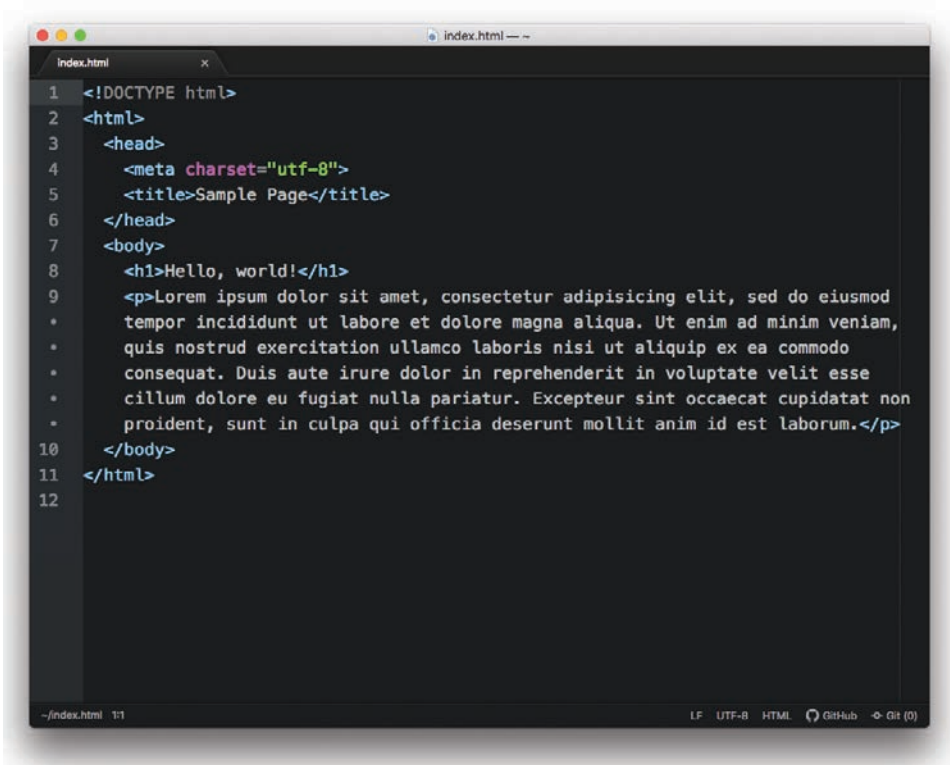 index.html — ~
index.html ×
1 <!DOCTYPE html>
2 <html>
3 <head>
4 <meta charset="utf-8">
5 <title>Sample Page</title>
6 </head>
7 <body>
8 <h1>Hello, world!</h1>
9 <p>Lorem ipsum dolor sit amet, consectetur adipisicing elit, sed do eiusmod
• tempor incididunt ut labore et dolore magna aliqua. Ut enim ad minim veniam,
• quis nostrud exercitation ullamco laboris nisi ut aliquip ex ea commodo
• consequat. Duis aute irure dolor in reprehenderit in voluptate velit esse
• cillum dolore eu fugiat nulla pariatur. Excepteur sint occaecat cupidatat non
• proident, sunt in culpa qui officia deserunt mollit anim id est laborum.</p>
10 </body>
11 </html>
12
~/index.html 1:1 LF UTF-8 HTML GitHub Git (0)